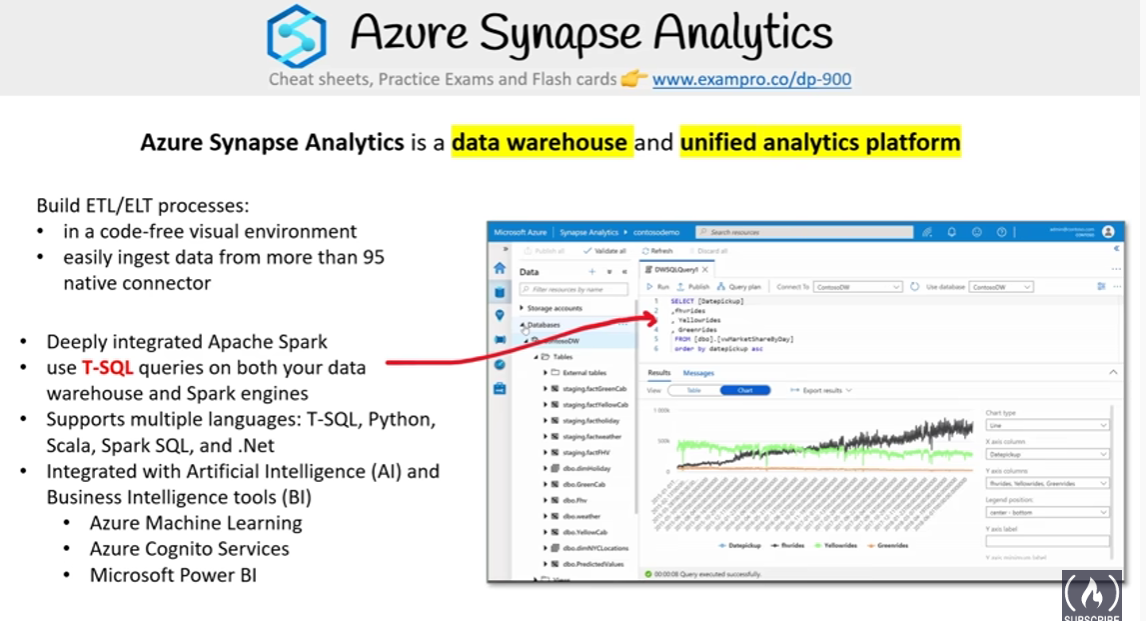 Azure Synapse Analytics
Cheat sheets, Practice Exams and Flash cards 👉 www.exampro.co/dp-900
Azure Synapse Analytics is a data warehouse and unified analytics platform
Build ETL/ELT processes:
• in a code-free visual environment
• easily ingest data from more than 95
native connector
• Deeply integrated Apache Spark
• use T-SQL queries on both your data
warehouse and Spark engines
• Supports multiple languages: T-SQL, Python,
Scala, Spark SQL, and .Net
• Integrated with Artificial Intelligence (AI) and
Business Intelligence tools (BI)
• Azure Machine Learning
• Azure Cognito Services
• Microsoft Power BI
Microsoft Azure | Synapse Analytics ▸ contosodemo
Search resources
Publish all Validate all Refresh Discard all
Data
Filter resources by name
Storage accounts
Databases
ContosoDW
Tables
External tables
staging.factGreenCab
staging.factYellowCab
staging.factholiday
staging.factweather
staging.factFHV
dbo.dimHoliday
dbo.GreenCab
dbo.Fhv
dbo.weather
dbo.YellowCab
dbo.dimNYCLocations
dbo.PredictedValues
Views
DWSQLQuery1
Run Publish Query plan Connect To ContosoDW Use database ContosoDW
1 SELECT [Datepickup]
2 ,fhvrides
3 , Yellowrides
4 , Greenrides
5 FROM [dbo].[vwMarketShareByDay]
6 order by datepickup asc
Results Messages
View Table Chart Export results
1 000k
500k
0
Datepickup fhvrides Yellowrides Greenrides
Chart type
Line
X axis column
Datepickup
Y axis columns
fhvrides, Yellowrides, Greenrides
Legend position:
center - bottom
Y axis label
Y axis minimum label
00:00:08 Query executed successfully.
SUBSCRIBE